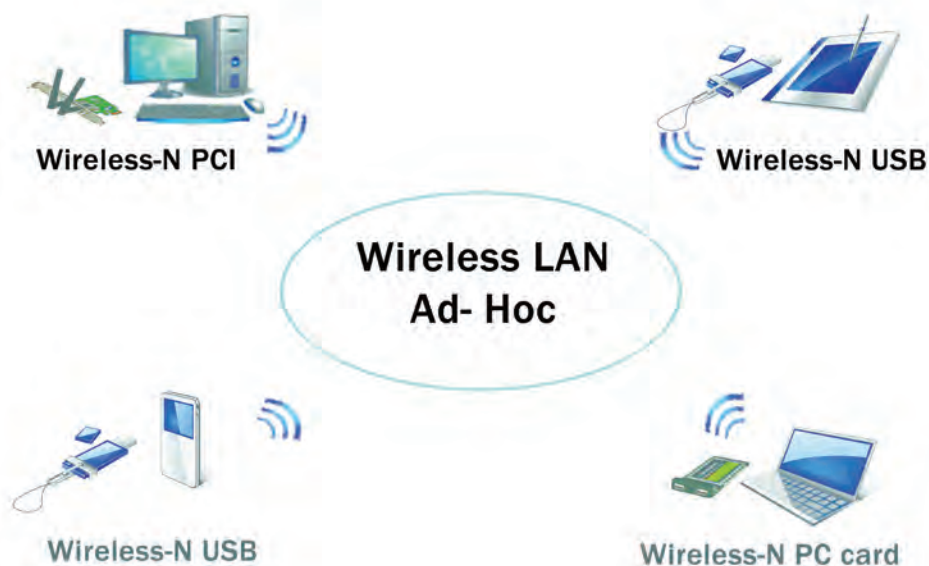 Wireless-N PCI
Wireless-N USB
Wireless LAN
Ad- Hoc
Wireless-N USB
Wireless-N PC card